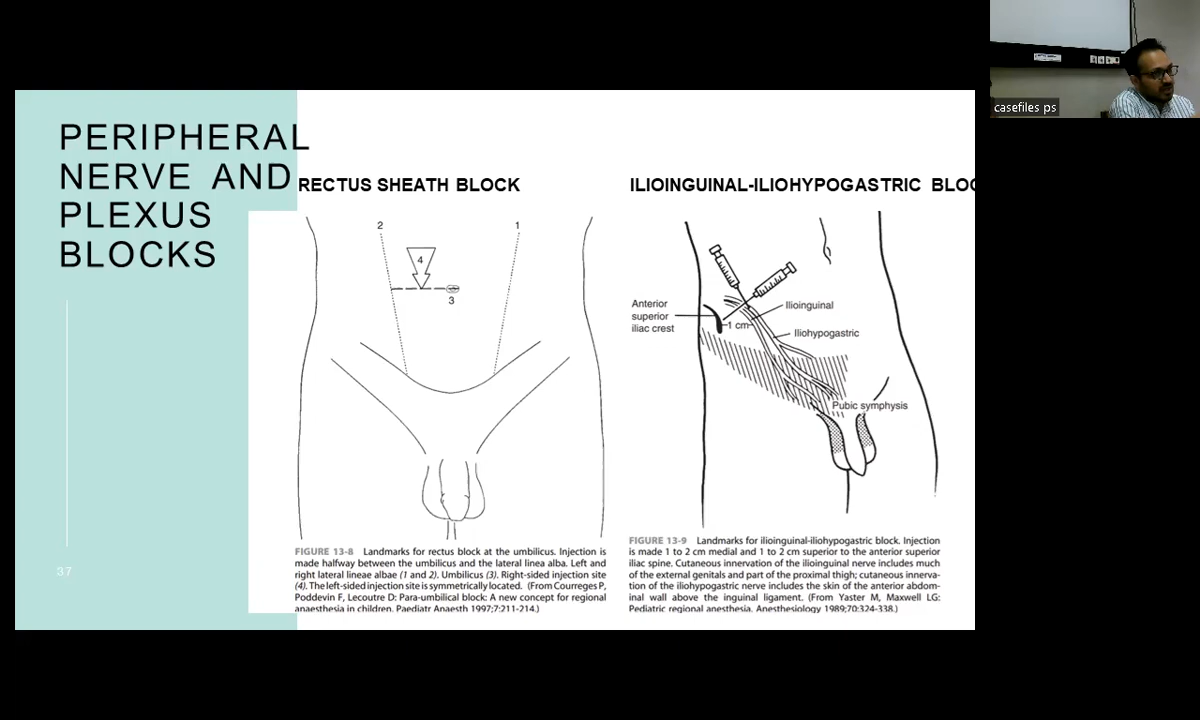 PERIPHERAL
NERVE AND
PLEXUS
BLOCKS
37
RECTUS SHEATH BLOCK
2
1
4
3
FIGURE 13-8 Landmarks for rectus block at the umbilicus. Injection is
made halfway between the umbilicus and the lateral linea alba. Left and
right lateral lineae albae (1 and 2). Umbilicus (3). Right-sided injection site
(4). The left-sided injection site is symmetrically located. (From Courreges P,
Poddevin F, Lecoutre D: Para-umbilical block: A new concept for regional
anaesthesia in children. Paediatr Anaesth 1997;7:211-214.)
ILIOINGUINAL-ILIOHYPOGASTRIC BLOC
Anterior
superior
iliac crest
1 cm
Ilioinguinal
Iliohypogastric
Pubic symphysis
FIGURE 13-9 Landmarks for ilioinguinal-iliohypogastric block. Injection
is made 1 to 2 cm medial and 1 to 2 cm superior to the anterior superior
iliac spine. Cutaneous innervation of the ilioinguinal nerve includes much
of the external genitals and part of the proximal thigh; cutaneous innerva-
tion of the iliohypogastric nerve includes the skin of the anterior abdom-
inal wall above the inguinal ligament. (From Yaster M, Maxwell LG:
Pediatric regional anesthesia. Anesthesiology 1989;70:324-338.)
casefiles ps